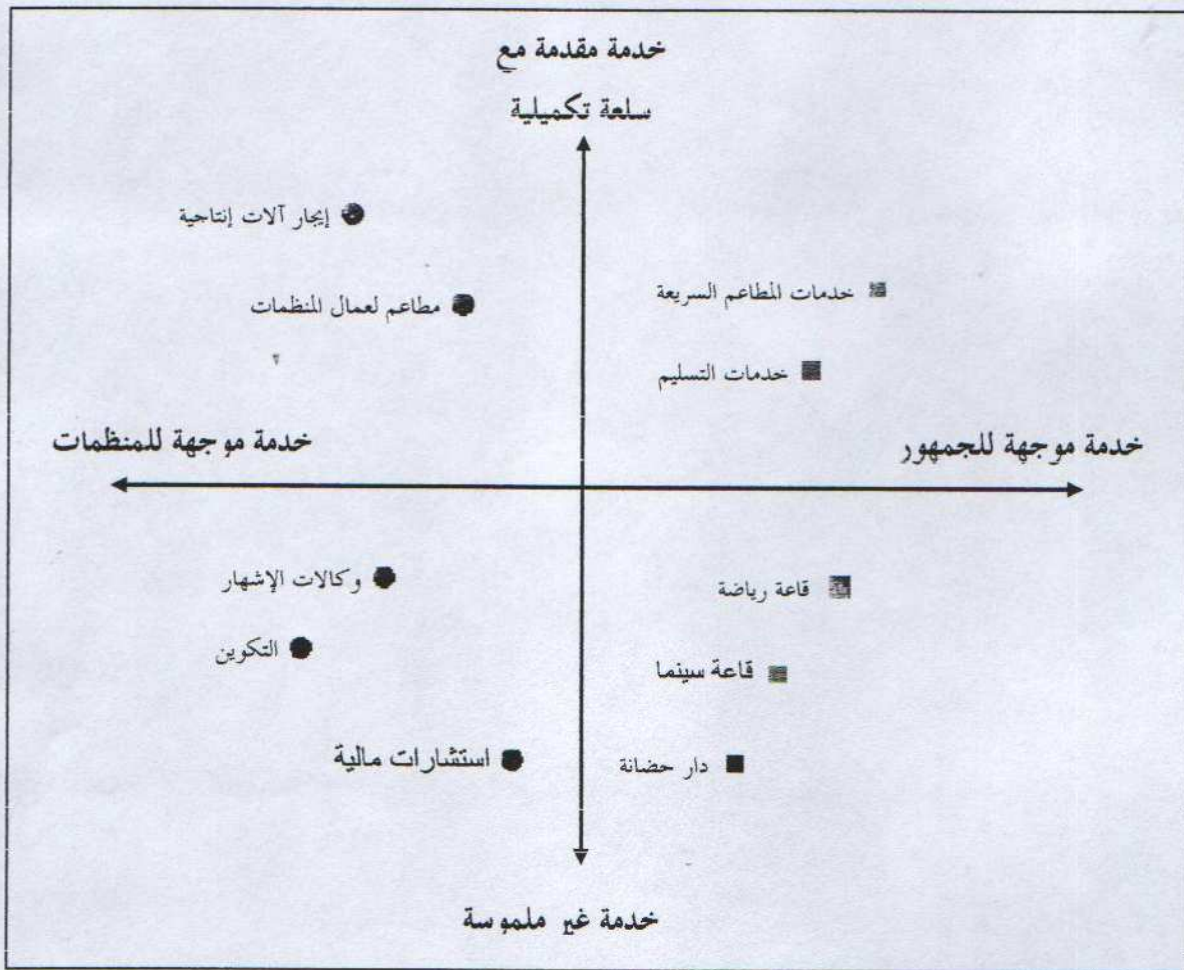 خدمة مقدمة مع
سلعة تكميلية
إيجار آلات إنتاجية
خدمات المطاعم السريعة
مطاعم لعمال المنظمات
خدمات التسليم
خدمة موجهة للجمهور
خدمة موجهة للمنظمات
قاعة رياضة
وكالات الإشهار
التكوين
قاعة سينما
دار حضانة
استشارات مالية
خدمة غير ملموسة